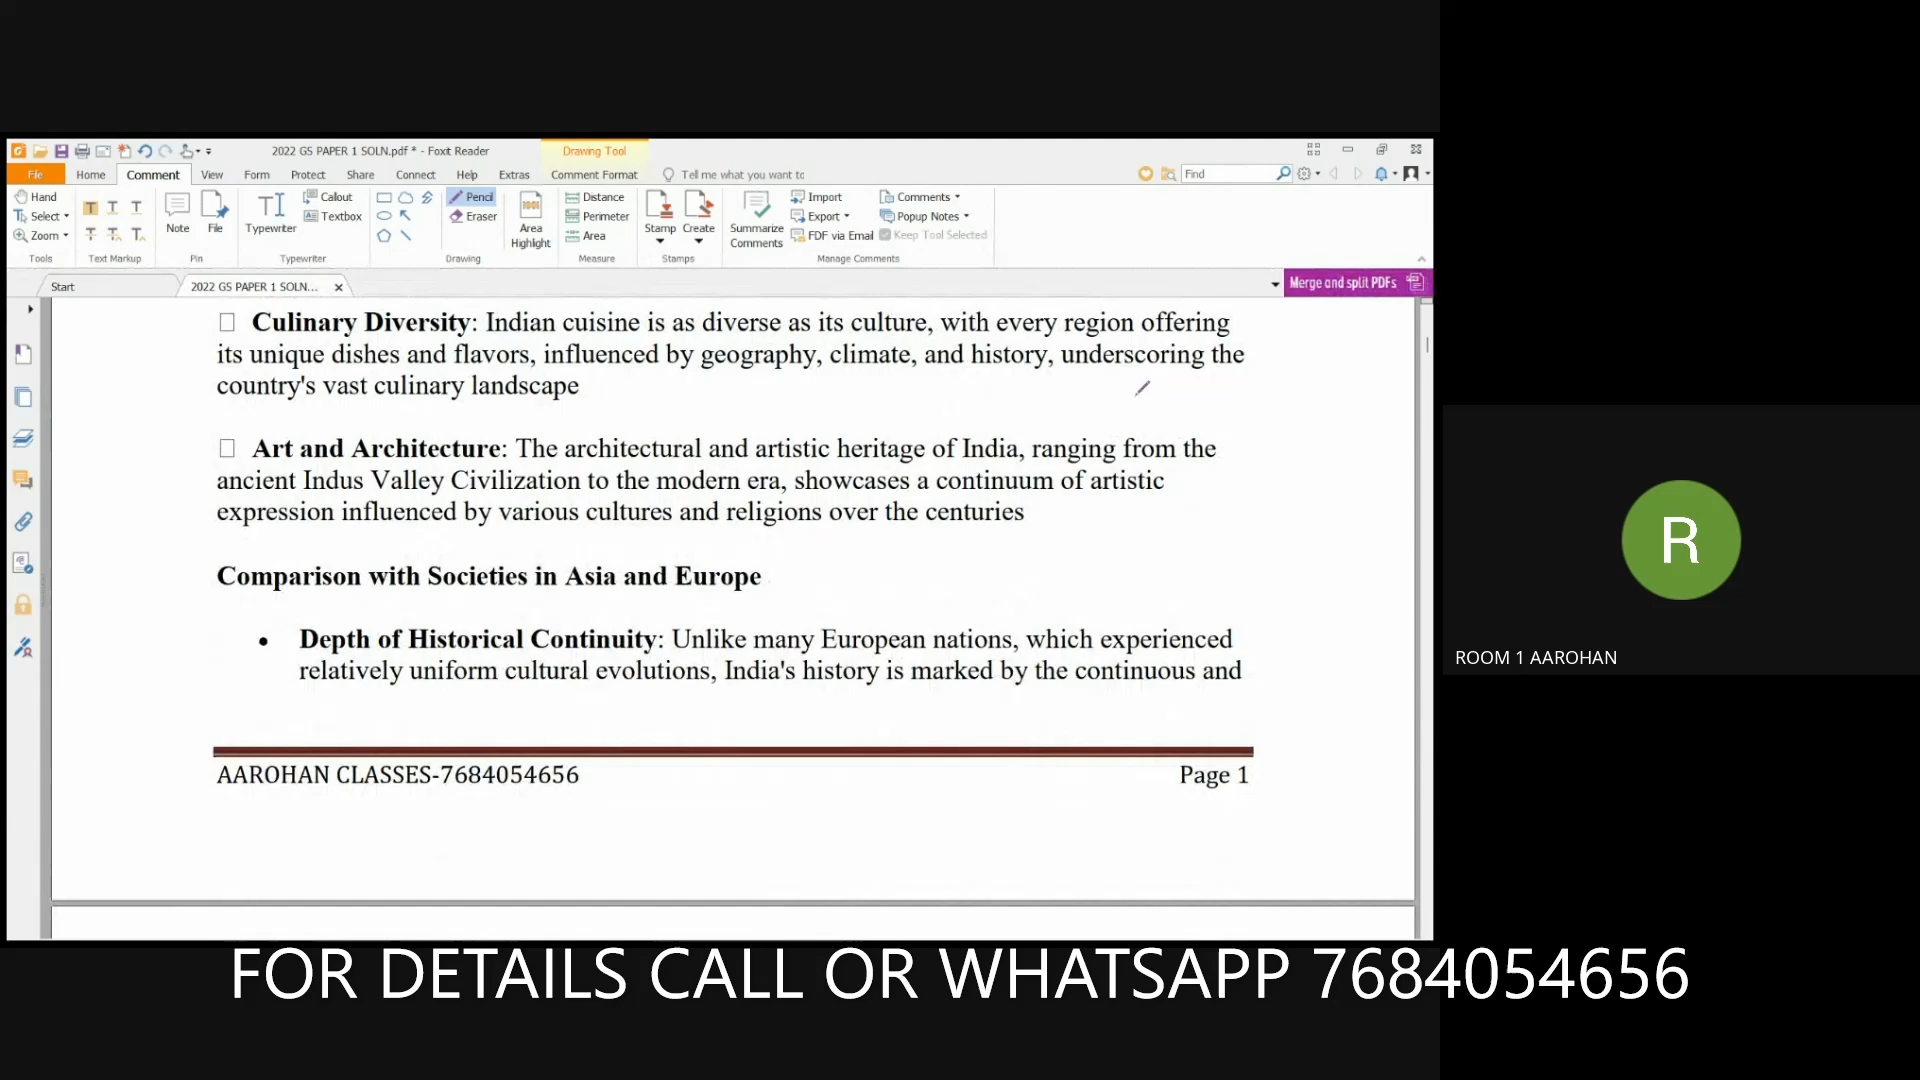 2022 GS PAPER 1 SOLN.pdf * - Foxit Reader
Drawing Tool
File Home Comment View Form Protect Share Connect Help Extras Comment Format Tell me what you want to Find
Hand
Select
Zoom
Tools
Text Markup
Note File
Pin
Typewriter
Callout
Textbox
Typewriter
Pencil
Eraser
Drawing
Area
Highlight
Distance
Perimeter
Area
Measure
Stamp Create
Stamps
Summarize
Comments
Import
Export
FDF via Email
Comments
Popup Notes
Keep Tool Selected
Manage Comments
Start
2022 GS PAPER 1 SOLN...
Merge and split PDFs
Culinary Diversity: Indian cuisine is as diverse as its culture, with every region offering
its unique dishes and flavors, influenced by geography, climate, and history, underscoring the
country's vast culinary landscape
Art and Architecture: The architectural and artistic heritage of India, ranging from the
ancient Indus Valley Civilization to the modern era, showcases a continuum of artistic
expression influenced by various cultures and religions over the centuries
Comparison with Societies in Asia and Europe
• Depth of Historical Continuity: Unlike many European nations, which experienced
relatively uniform cultural evolutions, India's history is marked by the continuous and
AAROHAN CLASSES-7684054656 Page 1
R
ROOM 1 AAROHAN
FOR DETAILS CALL OR WHATSAPP 7684054656